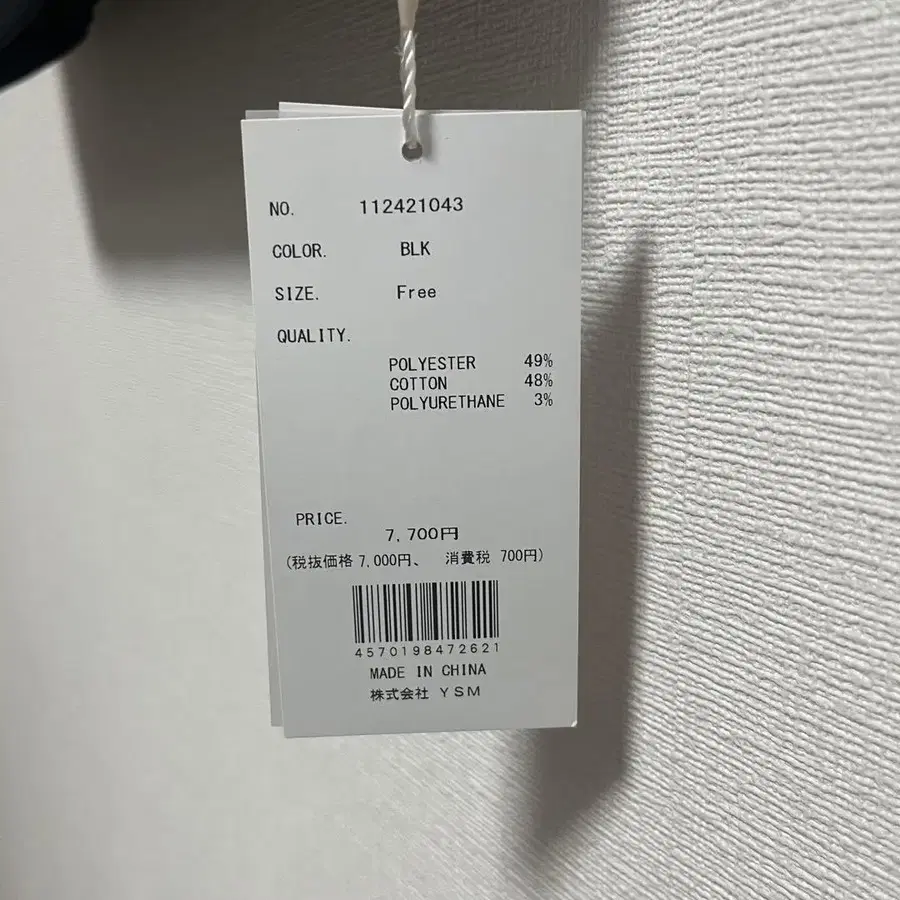 NO. 112421043
COLOR. BLK
SIZE. Free
QUALITY.
POLYESTER 49%
COTTON 48%
POLYURETHANE 3%
PRICE.
7,700円
(税抜価格 7,000円、 消費税 700円)
4570198472621
MADE IN CHINA
株式会社 YSM